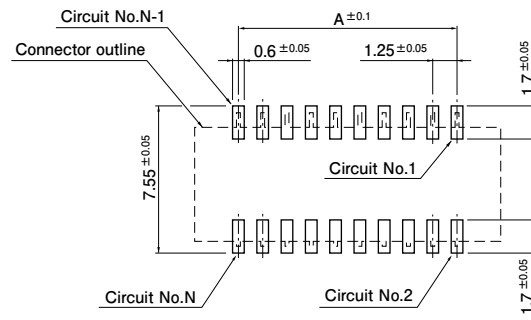 Circuit No.N-1
A±0.1
Connector outline
0.6 ±0.05
1.25 ±0.05
1.7 ±0.05
7.55 ±0.05
Circuit No.1
Circuit No.N
Circuit No.2
1.7 ±0.05